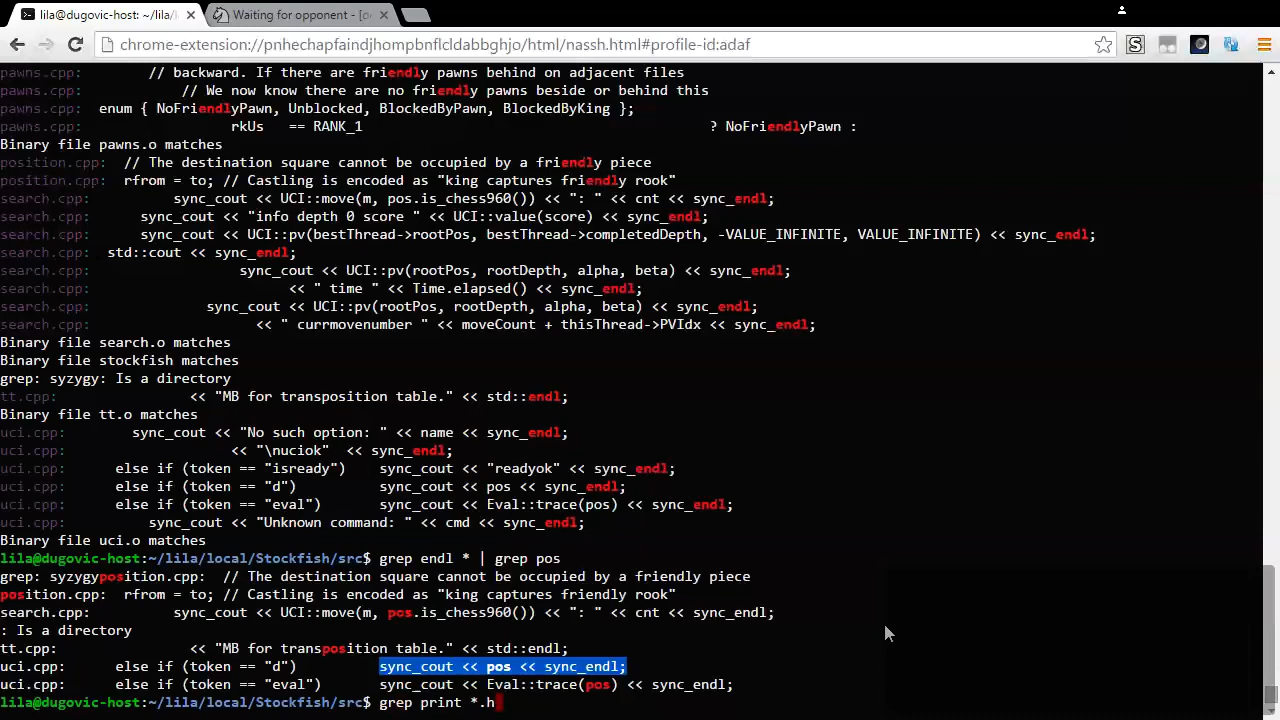 lila@dugovic-host: ~/lila/l
Waiting for opponent - [d
chrome-extension://pnhechapfaindjhompbnflcldabbghjo/html/nassh.html#profile-id:adaf
pawns.cpp: // backward. If there are friendly pawns behind on adjacent files
pawns.cpp: // We now know there are no friendly pawns beside or behind this
pawns.cpp: enum { NoFriendlyPawn, Unblocked, BlockedByPawn, BlockedByKing };
pawns.cpp: rkUs == RANK_1 ? NoFriendlyPawn :
Binary file pawns.o matches
position.cpp: // The destination square cannot be occupied by a friendly piece
position.cpp: rfrom = to; // Castling is encoded as "king captures friendly rook"
search.cpp: sync_cout << UCI::move(m, pos.is_chess960()) << ": " << cnt << sync_endl;
search.cpp: sync_cout << "info depth 0 score " << UCI::value(score) << sync_endl;
search.cpp: sync_cout << UCI::pv(bestThread->rootPos, bestThread->completedDepth, -VALUE_INFINITE, VALUE_INFINITE) << sync_endl;
search.cpp: std::cout << sync_endl;
search.cpp: sync_cout << UCI::pv(rootPos, rootDepth, alpha, beta) << sync_endl;
search.cpp: << " time " << Time.elapsed() << sync_endl;
search.cpp: sync_cout << UCI::pv(rootPos, rootDepth, alpha, beta) << sync_endl;
search.cpp: << " currmovenumber " << moveCount + thisThread->PVIdx << sync_endl;
Binary file search.o matches
Binary file stockfish matches
grep: syzygy: Is a directory
tt.cpp: << "MB for transposition table." << std::endl;
Binary file tt.o matches
uci.cpp: sync_cout << "No such option: " << name << sync_endl;
uci.cpp: << "\nuciok" << sync_endl;
uci.cpp: else if (token == "isready") sync_cout << "readyok" << sync_endl;
uci.cpp: else if (token == "d") sync_cout << pos << sync_endl;
uci.cpp: else if (token == "eval") sync_cout << Eval::trace(pos) << sync_endl;
uci.cpp: sync_cout << "Unknown command: " << cmd << sync_endl;
Binary file uci.o matches
lila@dugovic-host:~/lila/local/Stockfish/src$ grep endl * | grep pos
grep: syzygyposition.cpp: // The destination square cannot be occupied by a friendly piece
position.cpp: rfrom = to; // Castling is encoded as "king captures friendly rook"
search.cpp: sync_cout << UCI::move(m, pos.is_chess960()) << ": " << cnt << sync_endl;
: Is a directory
tt.cpp: << "MB for transposition table." << std::endl;
uci.cpp: else if (token == "d") sync_cout << pos << sync_endl;
uci.cpp: else if (token == "eval") sync_cout << Eval::trace(pos) << sync_endl;
lila@dugovic-host:~/lila/local/Stockfish/src$ grep print *.h